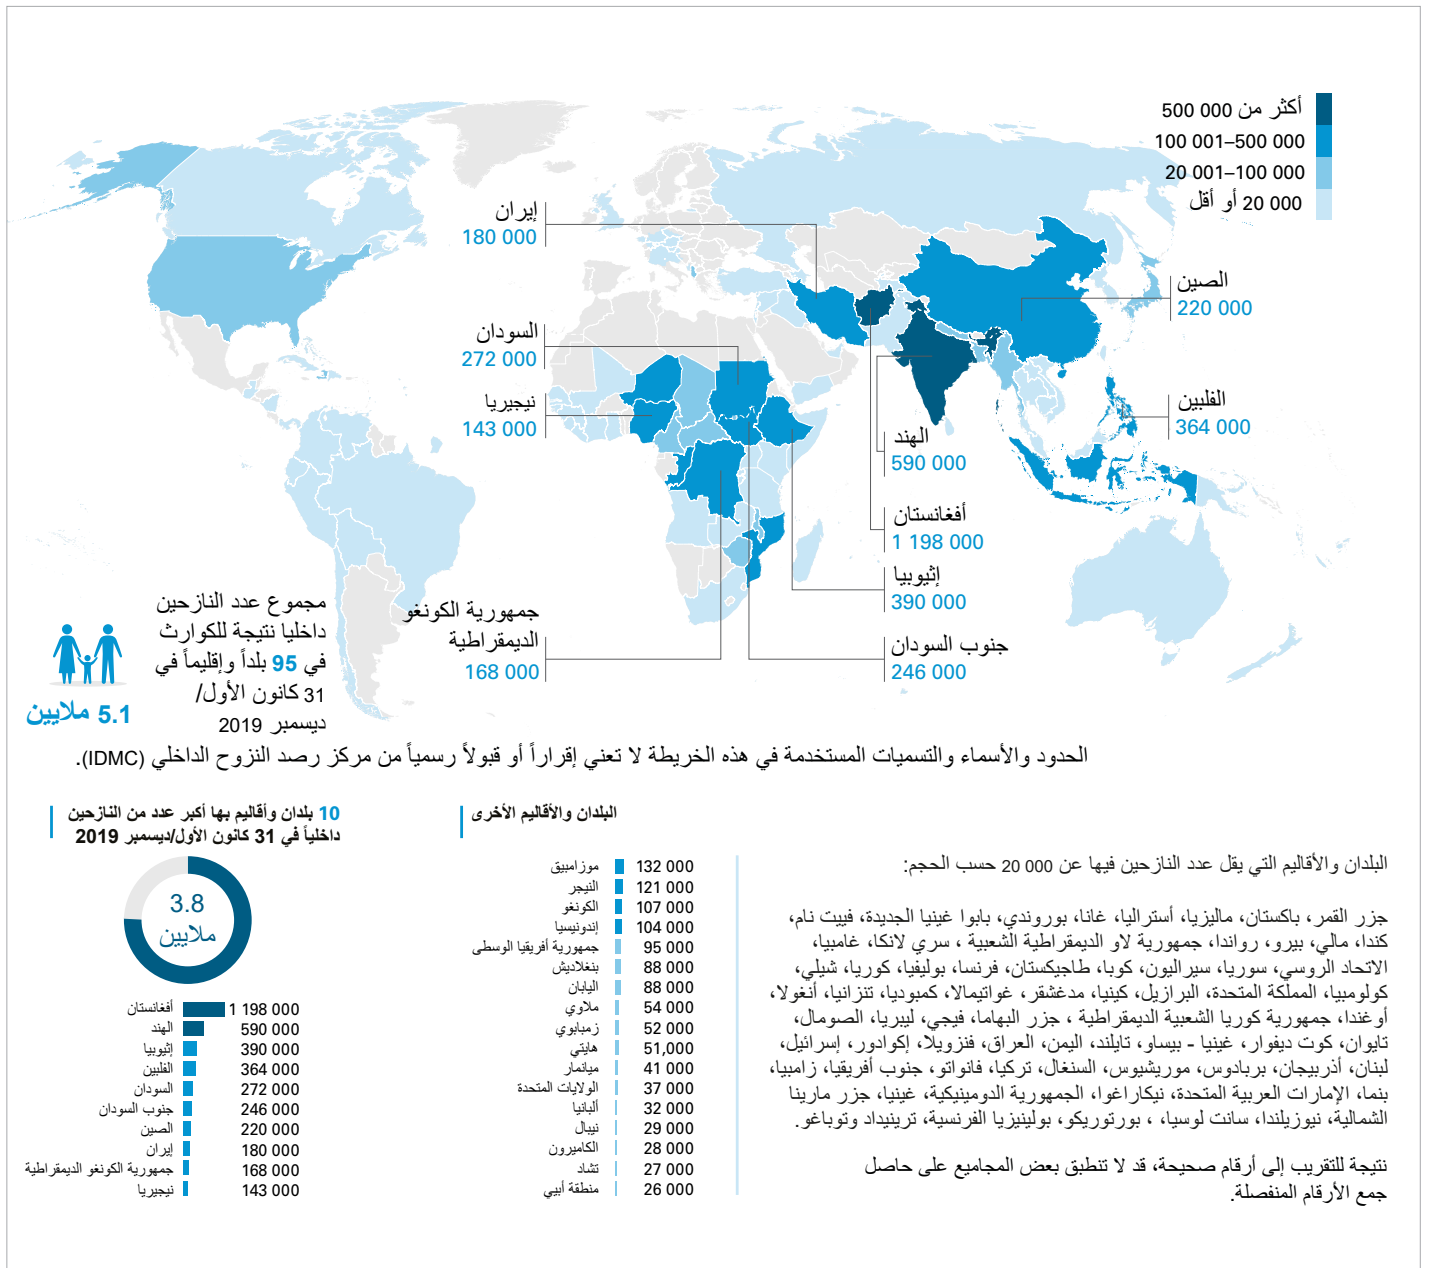 أكثر من 000 500
100 001–500 000
20 001–100 000
20 000 أو أقل
إيران
180 000
الصين
220 000
السودان
272 000
نيجيريا
143 000
الفلبين
364 000
الهند
590 000
أفغانستان
1 198 000
إثيوبيا
390 000
جمهورية الكونغو
الديمقراطية
168 000
جنوب السودان
246 000
مجموع عدد النازحين
داخليا نتيجة للكوارث
في 95 بلداً وإقليماً في
31 كانون الأول/
ديسمبر 2019
5.1 ملايين
الحدود والأسماء والتسميات المستخدمة في هذه الخريطة لا تعني إقراراً أو قبولاً رسمياً من مركز رصد النزوح الداخلي (IDMC).
10 بلدان وأقاليم بها أكبر عدد من النازحين
داخلياً في 31 كانون الأول/ديسمبر 2019
3.8
ملايين
أفغانستان 1 198 000
الهند 590 000
إثيوبيا 390 000
الفلبين 364 000
السودان 272 000
جنوب السودان 246 000
الصين 220 000
إيران 180 000
جمهورية الكونغو الديمقراطية 168 000
نيجيريا 143 000
البلدان والأقاليم الأخرى
موزامبيق 132 000
النيجر 121 000
الكونغو 107 000
إندونيسيا 104 000
جمهورية أفريقيا الوسطى 95 000
بنغلاديش 88 000
اليابان 88 000
ملاوي 54 000
زمبابوي 52 000
هايتي 51,000
ميانمار 41 000
الولايات المتحدة 37 000
ألبانيا 32 000
نيبال 29 000
الكاميرون 28 000
تشاد 27 000
منطقة أبيي 26 000
البلدان والأقاليم التي يقل عدد النازحين فيها عن 000 20 حسب الحجم:
جزر القمر، باكستان، ماليزيا، أستراليا، غانا، بوروندي، بابوا غينيا الجديدة، فييت نام،
كندا، مالي، بيرو، رواندا، جمهورية لاو الديمقراطية الشعبية ، سري لانكا، غامبيا،
الاتحاد الروسي، سوريا، سيراليون، كوبا، طاجيكستان، فرنسا، بوليفيا، كوريا، شيلي،
كولومبيا، المملكة المتحدة، البرازيل، كينيا، مدغشقر، غواتيمالا، كمبوديا، تنزانيا، أنغولا،
أوغندا، جمهورية كوريا الشعبية الديمقراطية ، جزر البهاما، فيجي، ليبريا، الصومال،
تايوان، كوت ديفوار، غينيا - بيساو، تايلند، اليمن، العراق، فنزويلا، إكوادور، إسرائيل،
لبنان، أذربيجان، بربادوس، موريشيوس، السنغال، تركيا، فانواتو، جنوب أفريقيا، زامبيا،
بنما، الإمارات العربية المتحدة، نيكاراغوا، الجمهورية الدومينيكية، غينيا، جزر مارينا
الشمالية، نيوزيلندا، سانت لوسيا، ، بورتوريكو، بولينيزيا الفرنسية، ترينيداد وتوباغو.
نتيجة للتقريب إلى أرقام صحيحة، قد لا تنطبق بعض المجاميع على حاصل
جمع الأرقام المنفصلة.